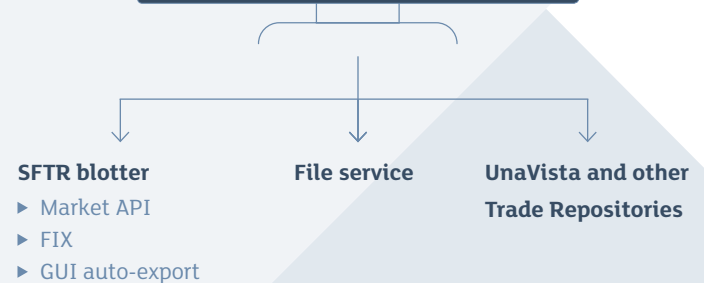 SFTR blotter
Market API
FIX
GUI auto-export
File service
UnaVista and other
Trade Repositories